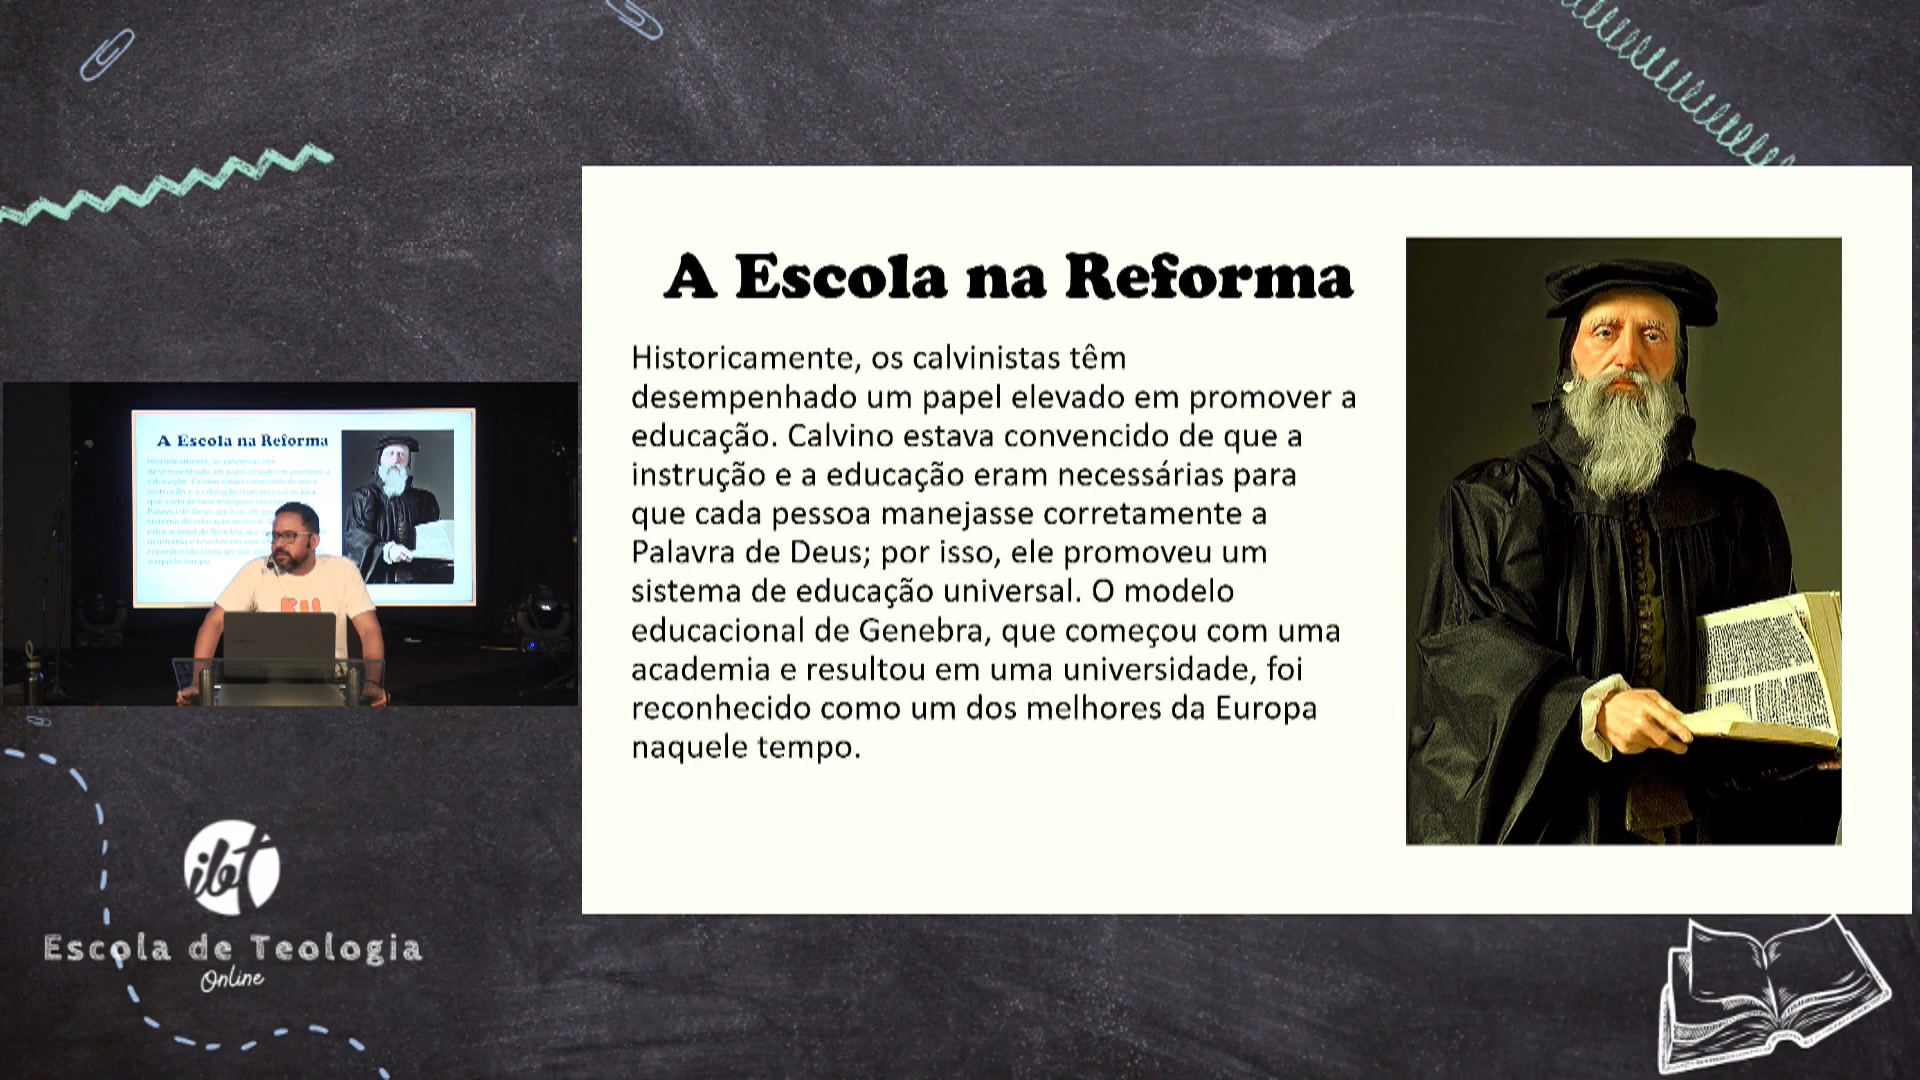 A Escola na Reforma
Historicamente, os calvinistas têm
desempenhado um papel elevado em promover a
educação. Calvino estava convencido de que a
instrução e a educação eram necessárias para
que cada pessoa manejasse corretamente a
Palavra de Deus; por isso, ele promoveu um
sistema de educação universal. O modelo
educacional de Genebra, que começou com uma
academia e resultou em uma universidade, foi
reconhecido como um dos melhores da Europa
naquele tempo.
A Escola na Reforma
EU
ibt
Escola de Teologia
Online